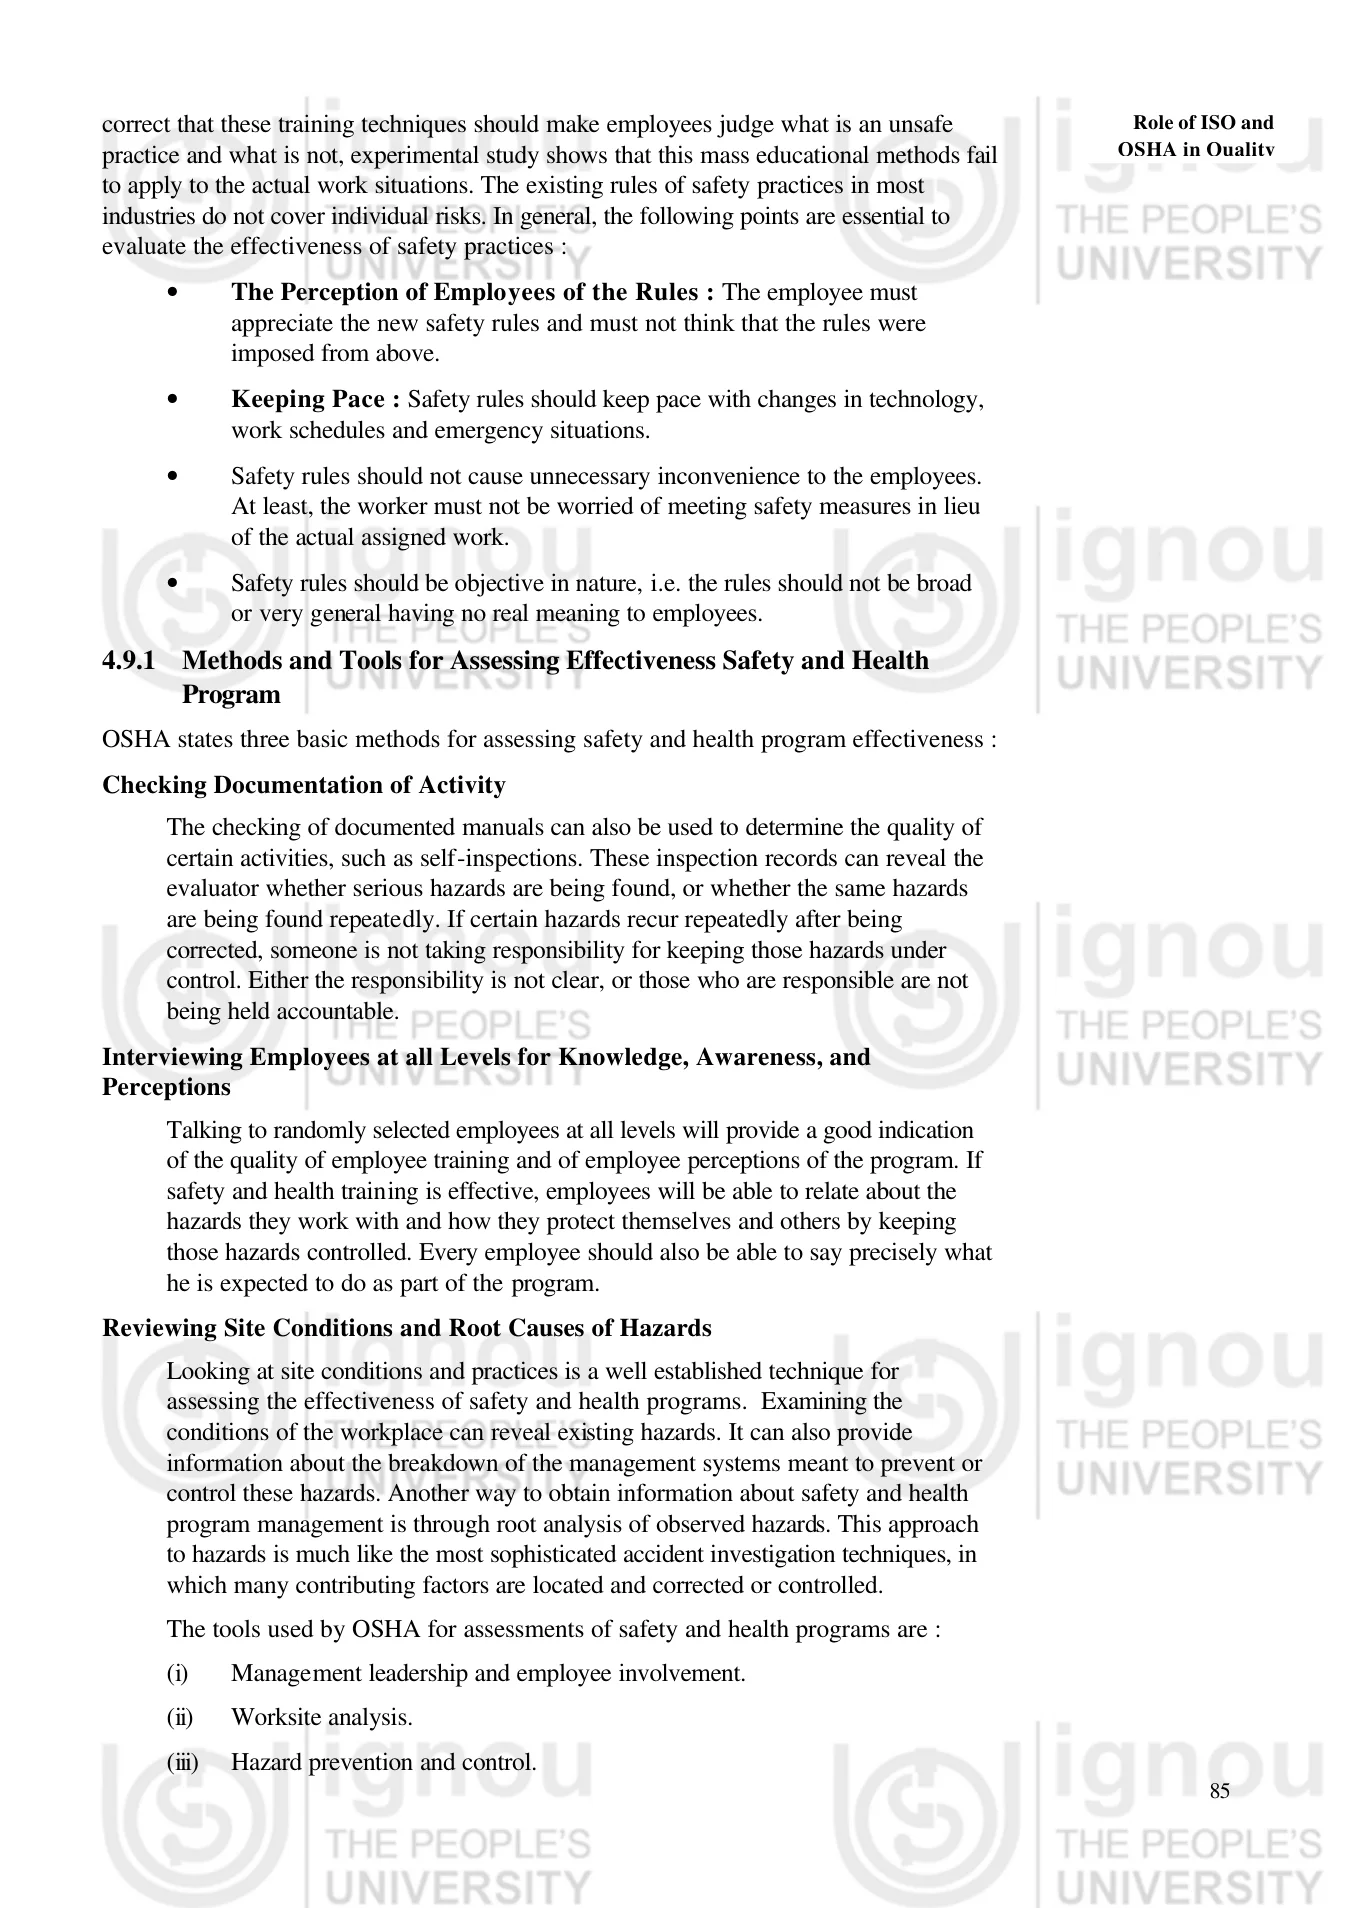 Role of ISO and
OSHA in Quality
correct that these training techniques should make employees judge what is an unsafe
practice and what is not, experimental study shows that this mass educational methods fail
to apply to the actual work situations. The existing rules of safety practices in most
industries do not cover individual risks. In general, the following points are essential to
evaluate the effectiveness of safety practices :
• The Perception of Employees of the Rules : The employee must
appreciate the new safety rules and must not think that the rules were
imposed from above.
• Keeping Pace : Safety rules should keep pace with changes in technology,
work schedules and emergency situations.
• Safety rules should not cause unnecessary inconvenience to the employees.
At least, the worker must not be worried of meeting safety measures in lieu
of the actual assigned work.
• Safety rules should be objective in nature, i.e. the rules should not be broad
or very general having no real meaning to employees.
4.9.1 Methods and Tools for Assessing Effectiveness Safety and Health
Program
OSHA states three basic methods for assessing safety and health program effectiveness :
Checking Documentation of Activity
The checking of documented manuals can also be used to determine the quality of
certain activities, such as self-inspections. These inspection records can reveal the
evaluator whether serious hazards are being found, or whether the same hazards
are being found repeatedly. If certain hazards recur repeatedly after being
corrected, someone is not taking responsibility for keeping those hazards under
control. Either the responsibility is not clear, or those who are responsible are not
being held accountable.
Interviewing Employees at all Levels for Knowledge, Awareness, and
Perceptions
Talking to randomly selected employees at all levels will provide a good indication
of the quality of employee training and of employee perceptions of the program. If
safety and health training is effective, employees will be able to relate about the
hazards they work with and how they protect themselves and others by keeping
those hazards controlled. Every employee should also be able to say precisely what
he is expected to do as part of the program.
Reviewing Site Conditions and Root Causes of Hazards
Looking at site conditions and practices is a well established technique for
assessing the effectiveness of safety and health programs. Examining the
conditions of the workplace can reveal existing hazards. It can also provide
information about the breakdown of the management systems meant to prevent or
control these hazards. Another way to obtain information about safety and health
program management is through root analysis of observed hazards. This approach
to hazards is much like the most sophisticated accident investigation techniques, in
which many contributing factors are located and corrected or controlled.
The tools used by OSHA for assessments of safety and health programs are :
(i) Management leadership and employee involvement.
(ii) Worksite analysis.
(iii) Hazard prevention and control.
85
ignou
THE PEOPLE'S
UNIVERSITY